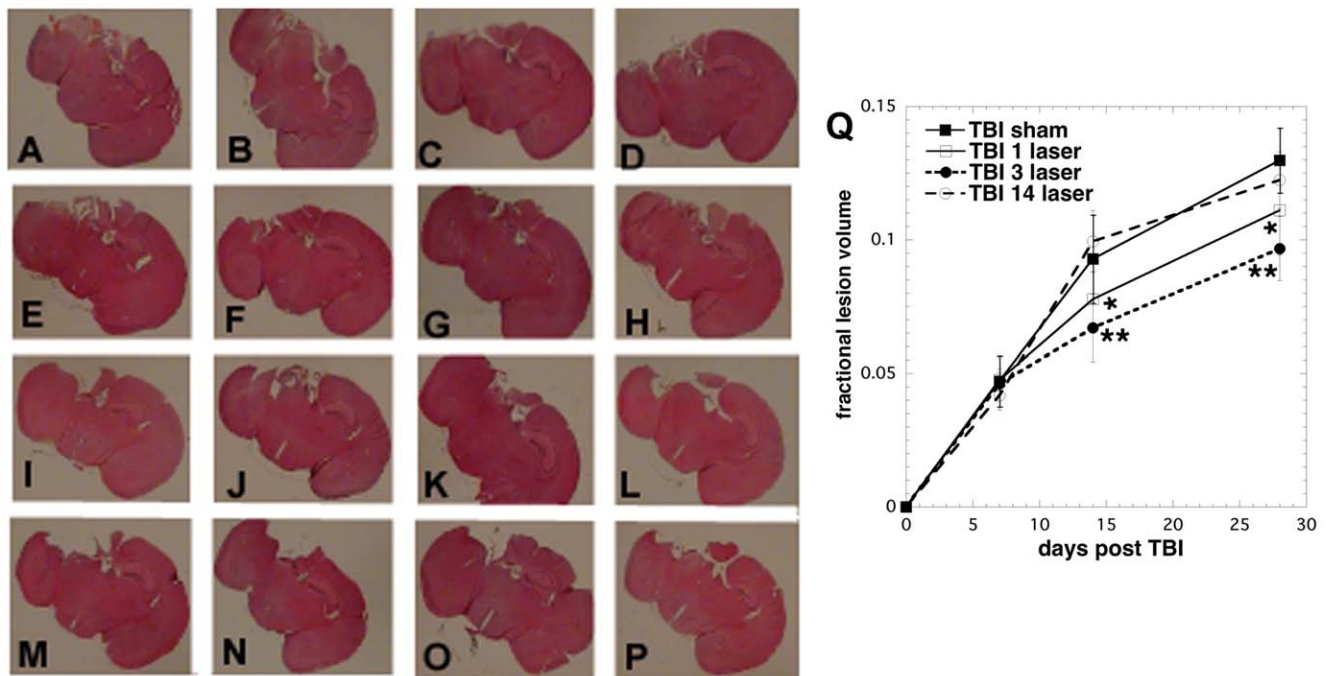 A
B
C
D
E
F
G
H
I
J
K
L
M
N
O
P
Q
TBI sham
TBI 1 laser
TBI 3 laser
TBI 14 laser
fractional lesion volume
0.15
0.1
0.05
0
*
**
*
**
0 5 10 15 20 25 30
days post TBI